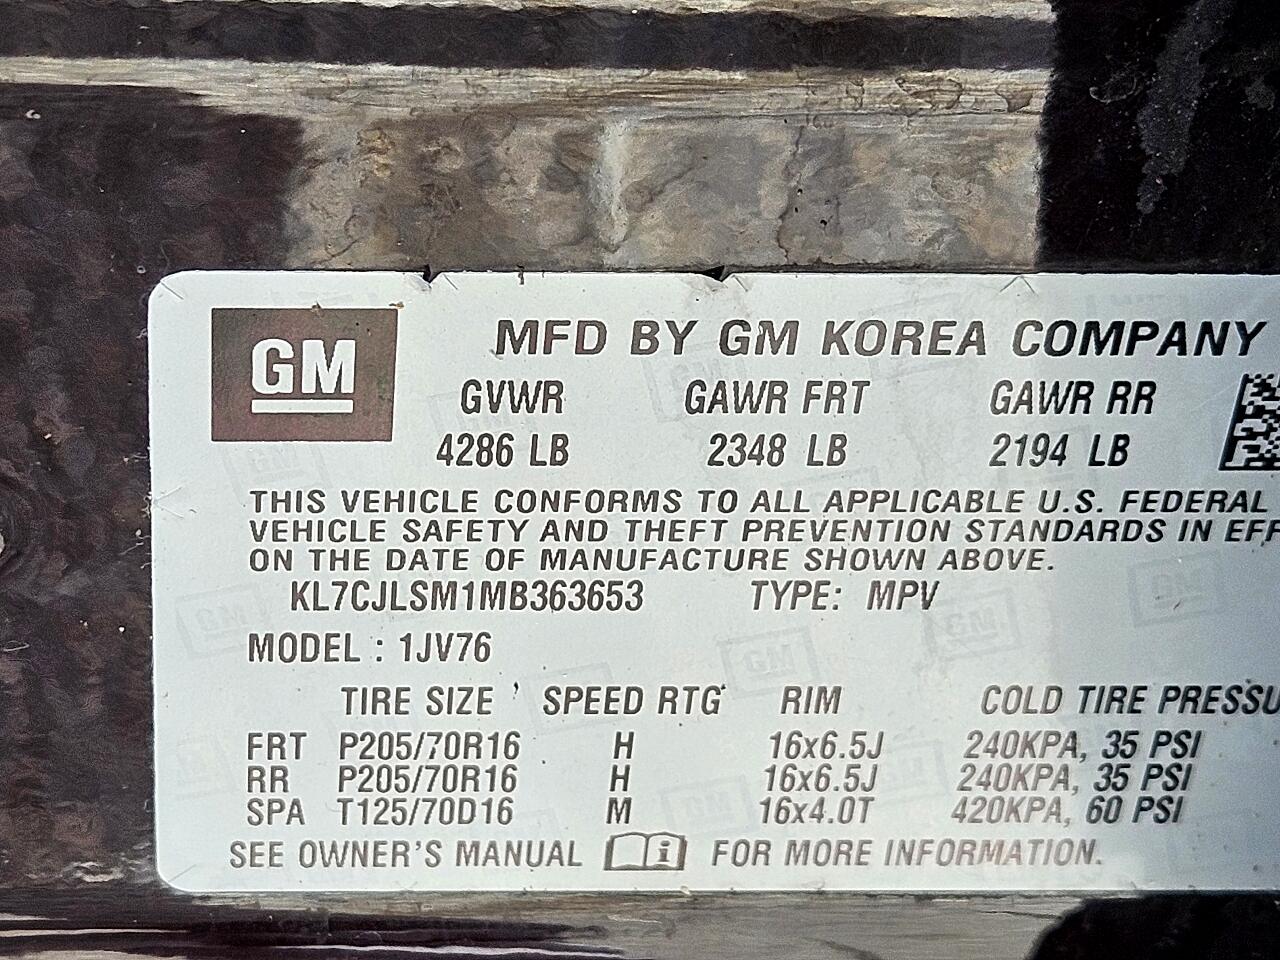 GM
MFD BY GM KOREA COMPANY
GVWR GAWR FRT GAWR RR
4286 LB 2348 LB 2194 LB
THIS VEHICLE CONFORMS TO ALL APPLICABLE U.S. FEDERAL
VEHICLE SAFETY AND THEFT PREVENTION STANDARDS IN EFF
ON THE DATE OF MANUFACTURE SHOWN ABOVE.
KL7CJLSM1MB363653 TYPE: MPV
MODEL : 1JV76
TIRE SIZE SPEED RTG RIM COLD TIRE PRESSU
FRT P205/70R16 H 16x6.5J 240KPA, 35 PSI
RR P205/70R16 H 16x6.5J 240KPA, 35 PSI
SPA T125/70D16 M 16x4.0T 420KPA, 60 PSI
SEE OWNER'S MANUAL i FOR MORE INFORMATION.